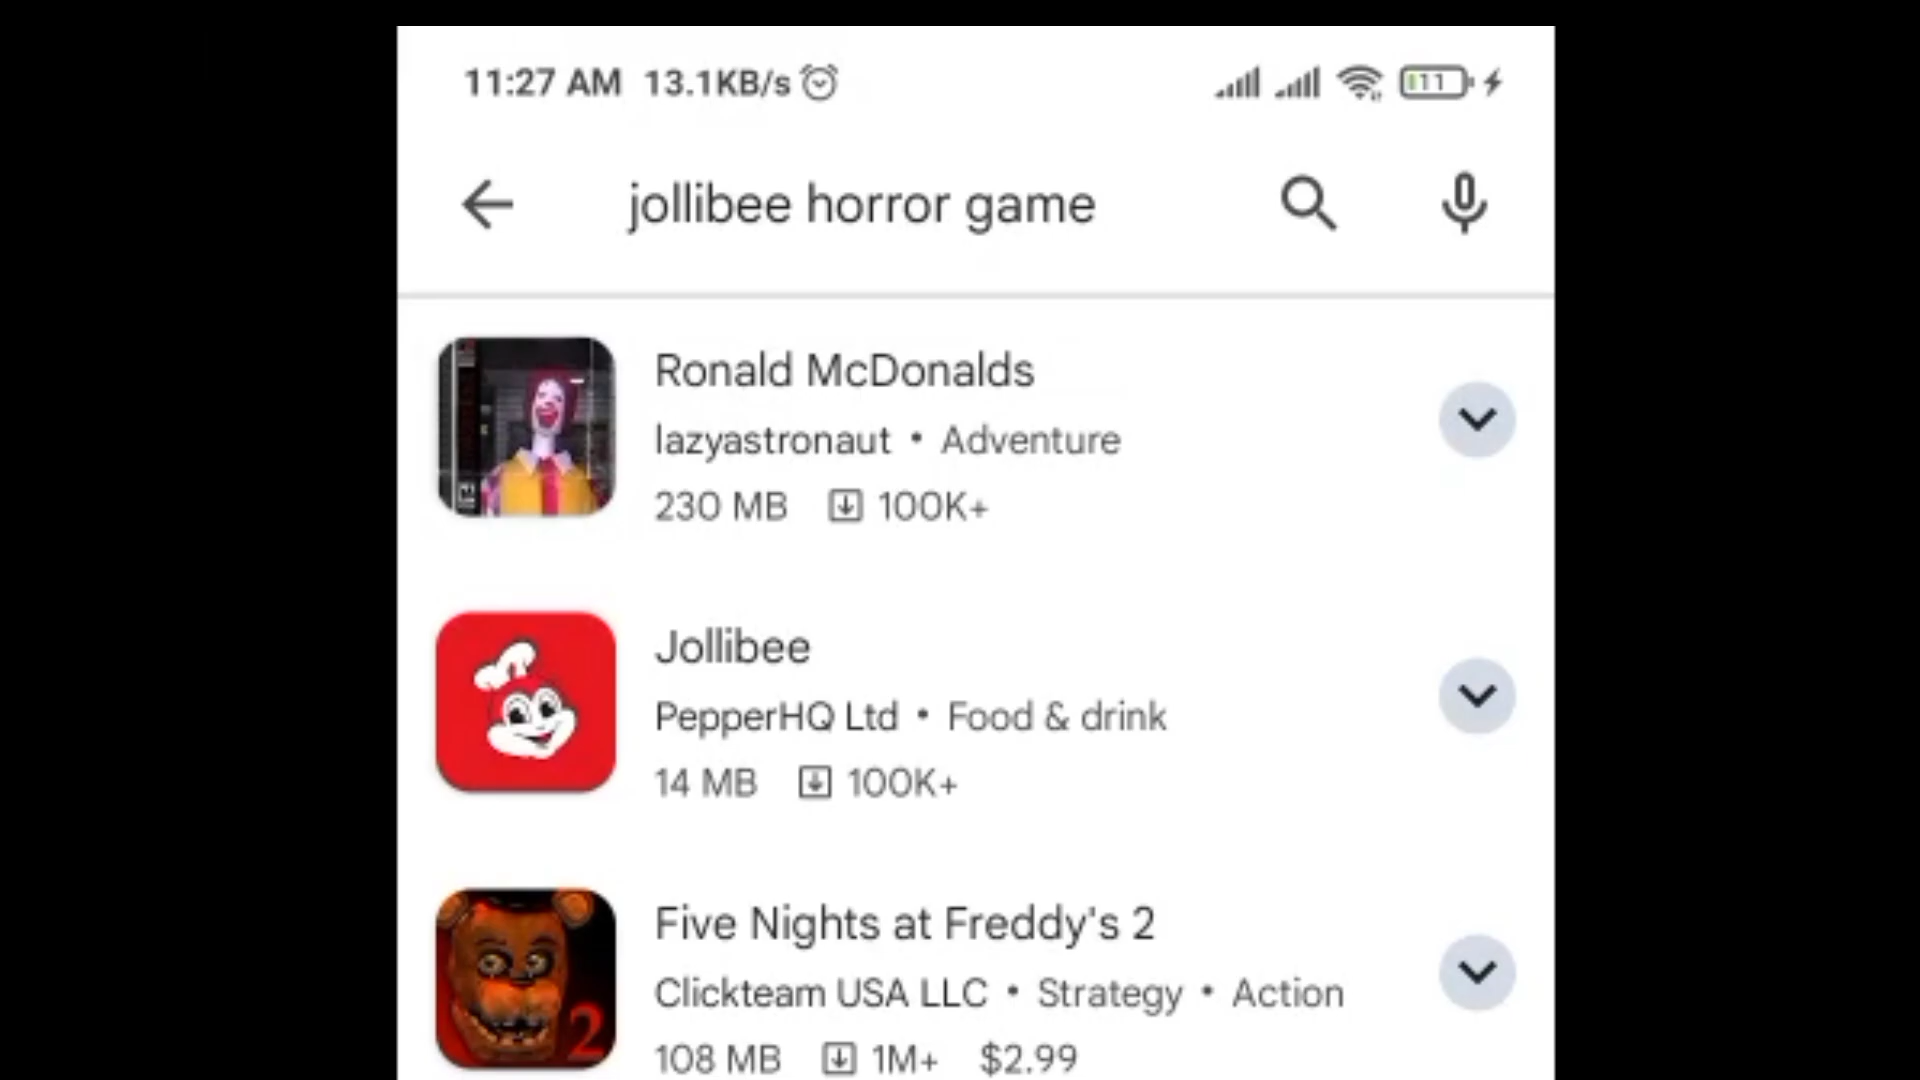 11:27 AM 13.1KB/s 11
jollibee horror game
Ronald McDonalds
lazyastronaut • Adventure
230 MB 100K+
Jollibee
PepperHQ Ltd • Food & drink
14 MB 100K+
Five Nights at Freddy's 2
Clickteam USA LLC • Strategy • Action
2
108 MB 1M+ $2.99